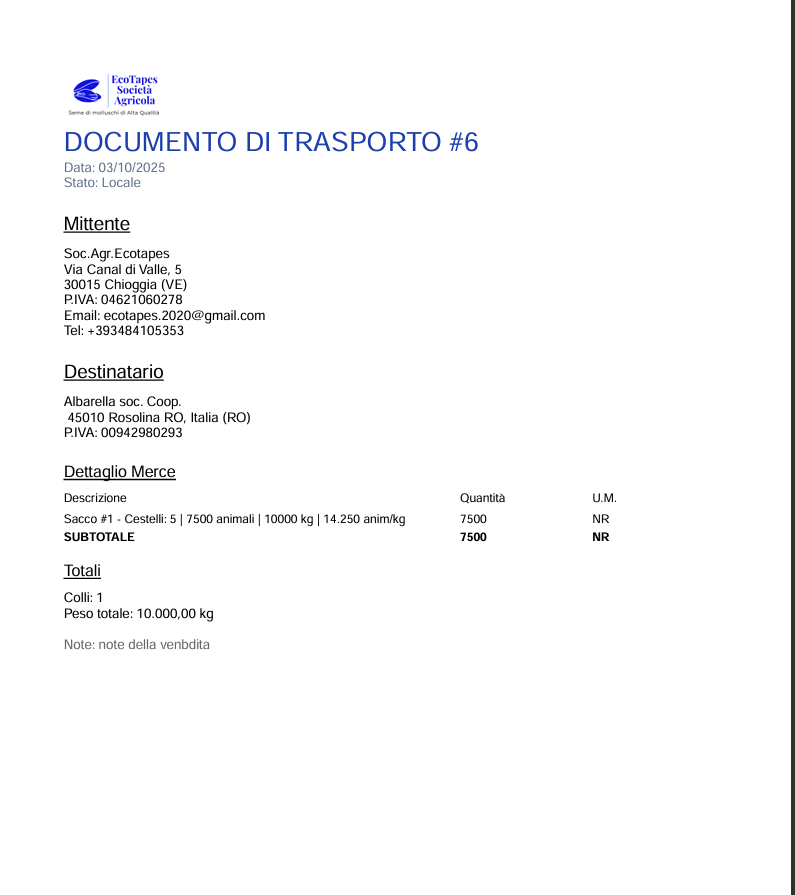 EcoTapes
Società
Agricola
Seme di molluschi di Alta Qualità
DOCUMENTO DI TRASPORTO #6
Data: 03/10/2025
Stato: Locale
Mittente
Soc.Agr.Ecotapes
Via Canal di Valle, 5
30015 Chioggia (VE)
P.IVA: 04621060278
Email: ecotapes.2020@gmail.com
Tel: +393484105353
Destinatario
Albarella soc. Coop.
45010 Rosolina RO, Italia (RO)
P.IVA: 00942980293
Dettaglio Merce
Descrizione Quantità U.M.
Sacco #1 - Cestelli: 5 | 7500 animali | 10000 kg | 14.250 anim/kg 7500 NR
SUBTOTALE 7500 NR
Totali
Colli: 1
Peso totale: 10.000,00 kg
Note: note della venbdita